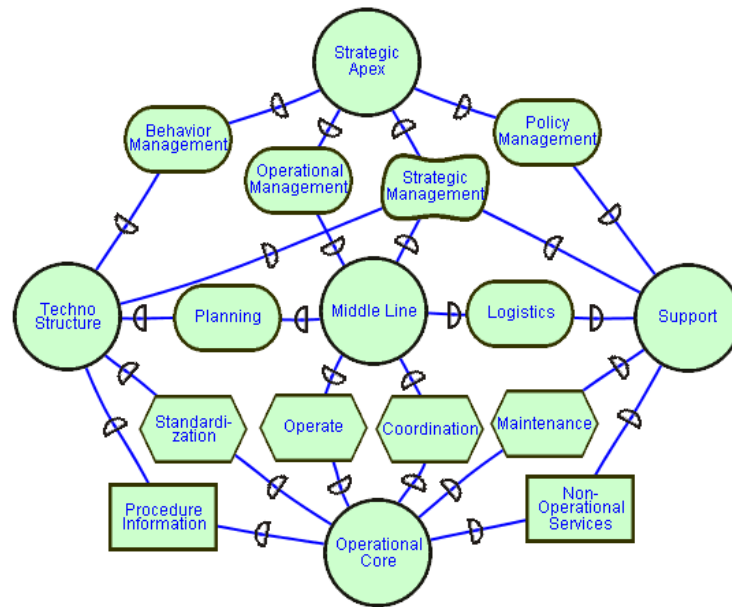 Strategic
Apex
Behavior
Management
Policy
Management
Operational
Management
Strategic
Management
Techno
Structure
Planning
Middle Line
Logistics
Support
Standardi-
zation
Operate
Coordination
Maintenance
Procedure
Information
Non-
Operational
Services
Operational
Core